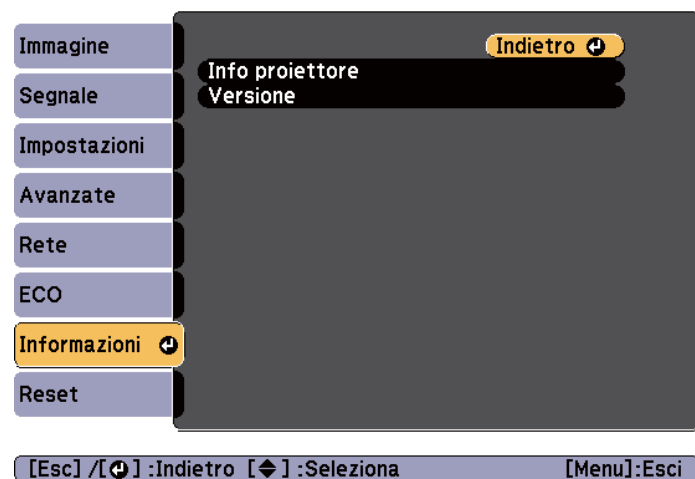 Immagine
Segnale
Impostazioni
Avanzate
Rete
ECO
Informazioni
Reset
Indietro
Info proiettore
Versione
[Esc] /[ ] :Indietro [ ] :Seleziona [Menu]:Esci